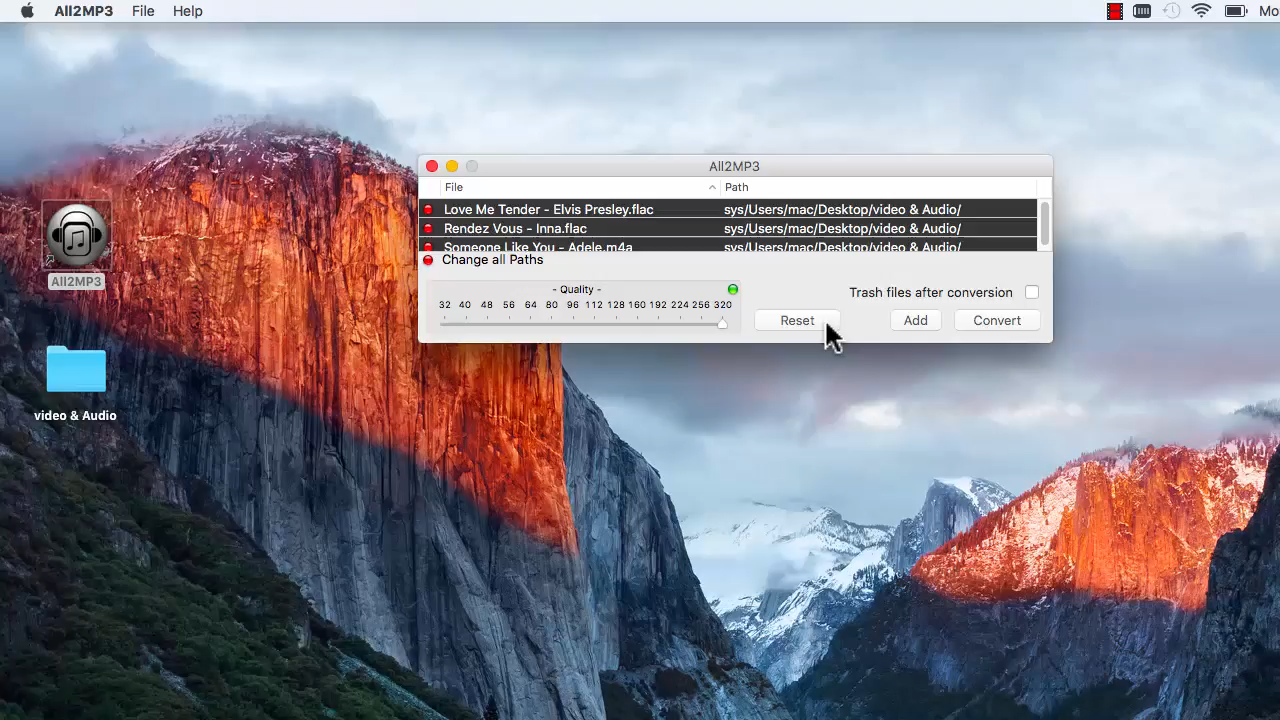 All2MP3 File Help Mo
All2MP3
File Path
Love Me Tender - Elvis Presley.flac sys/Users/mac/Desktop/video & Audio/
Rendez Vous - Inna.flac sys/Users/mac/Desktop/video & Audio/
Someone Like You - Adele.m4a sys/Users/mac/Desktop/video & Audio/
Change all Paths
- Quality -
32 40 48 56 64 80 96 112 128 160 192 224 256 320
Trash files after conversion
Reset Add Convert
All2MP3
video & Audio